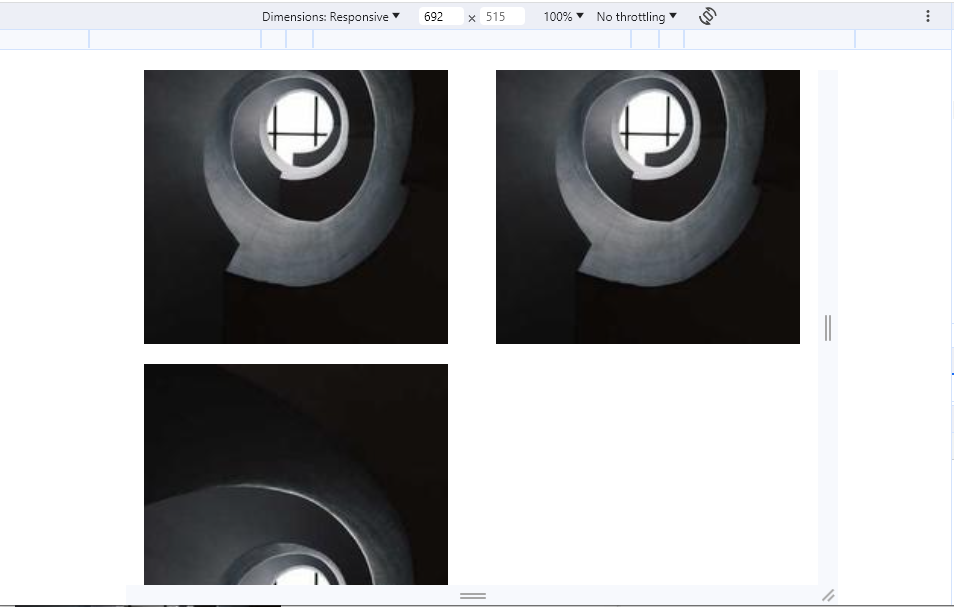 Dimensions: Responsive ▼ 692 × 515 100% ▼ No throttling ▼